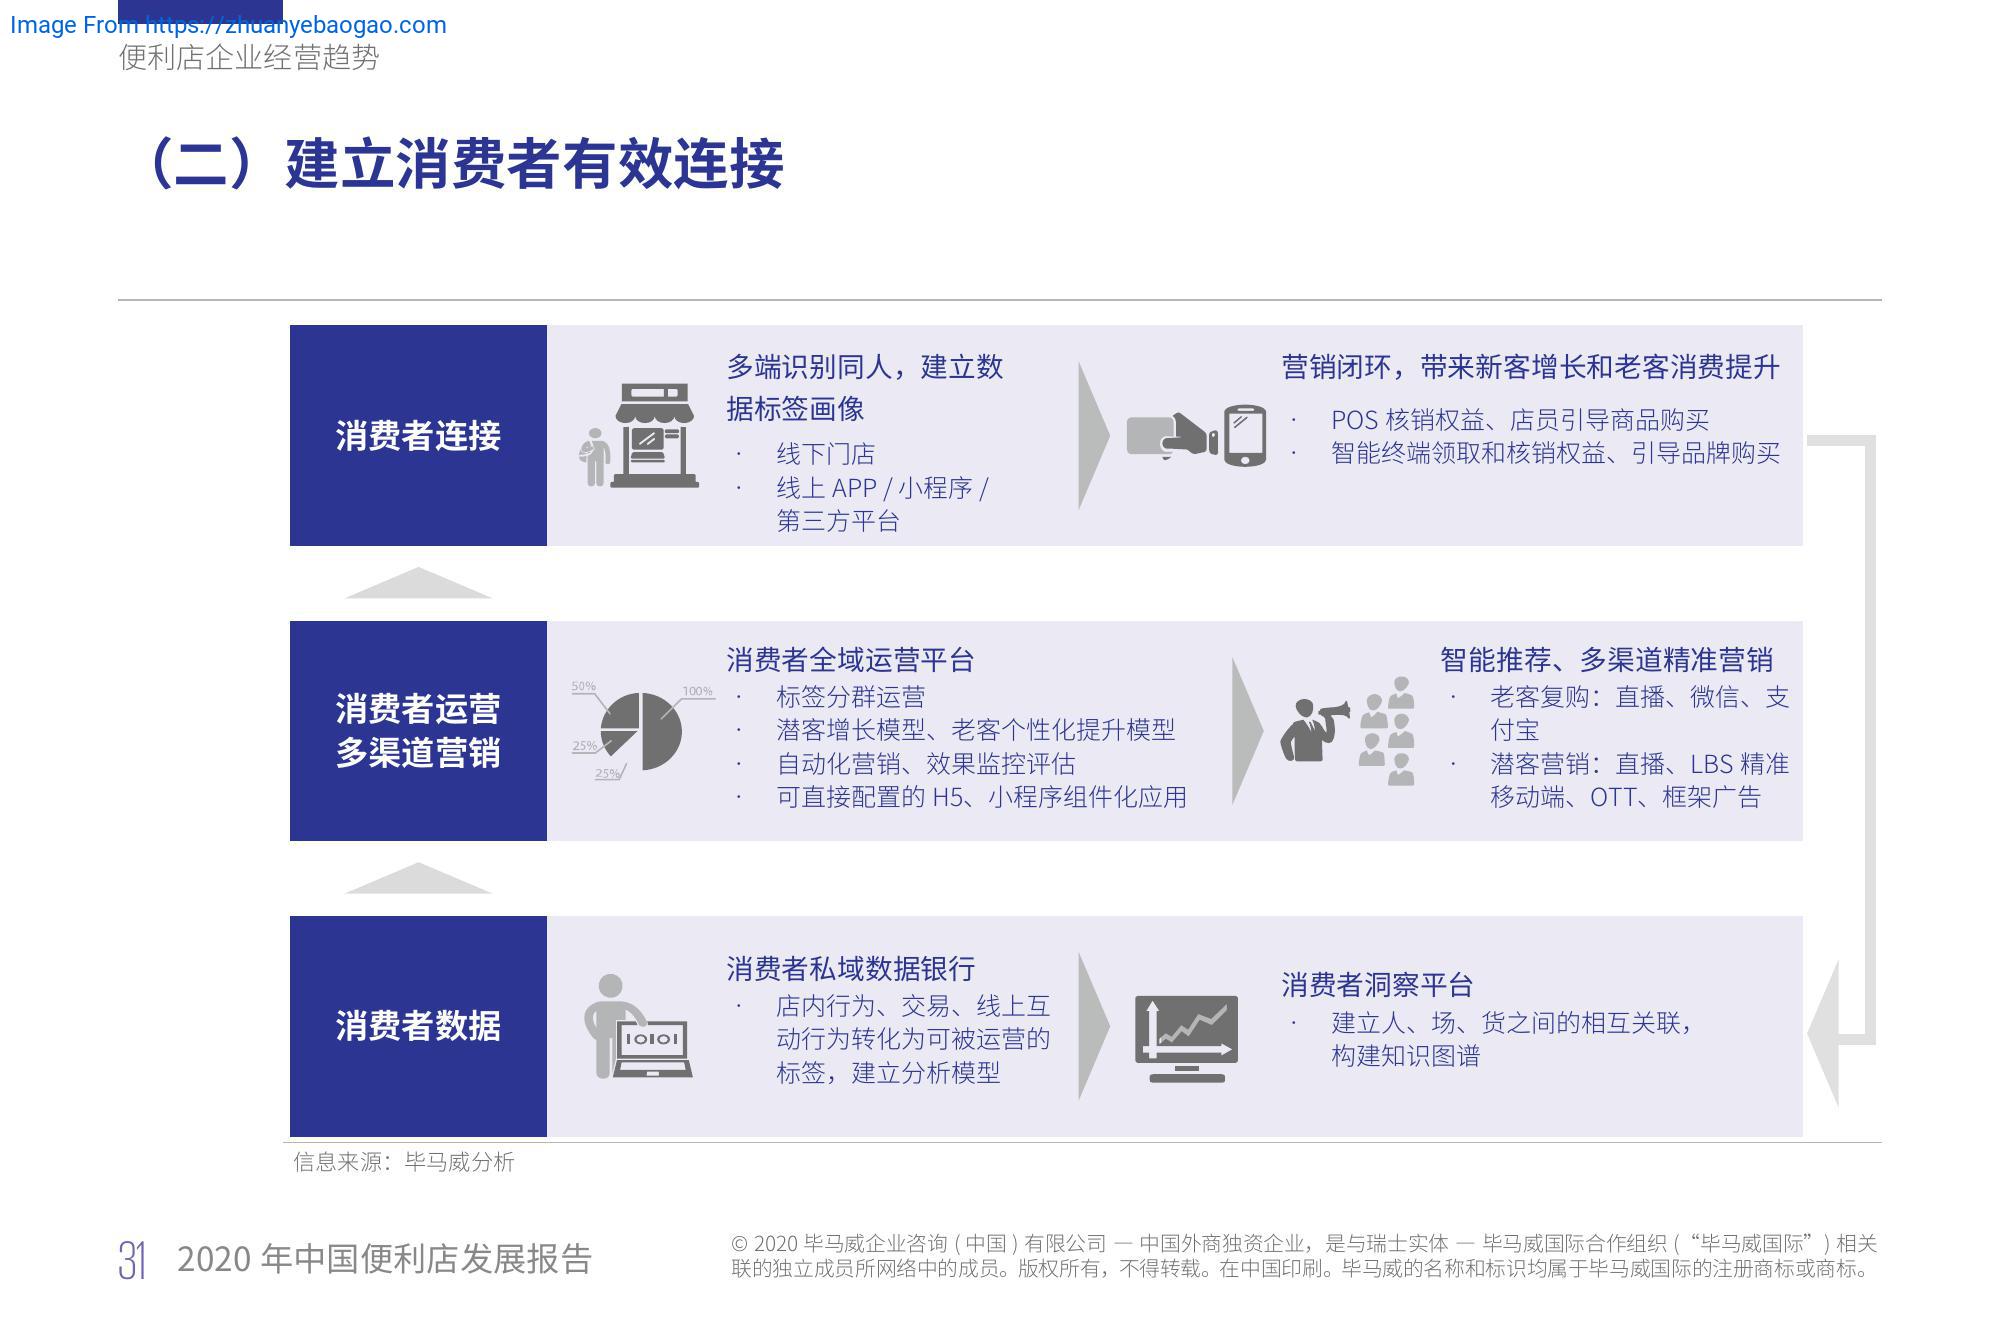 Image From https://zhuanyebaogao.com
便利店企业经营趋势
（二）建立消费者有效连接
消费者连接
多端识别同人，建立数
据标签画像
· 线下门店
· 线上 APP / 小程序 /
第三方平台
营销闭环，带来新客增长和老客消费提升
· POS 核销权益、店员引导商品购买
· 智能终端领取和核销权益、引导品牌购买
消费者运营
多渠道营销
50%
100%
25%
25%
消费者全域运营平台
· 标签分群运营
· 潜客增长模型、老客个性化提升模型
· 自动化营销、效果监控评估
· 可直接配置的 H5、小程序组件化应用
智能推荐、多渠道精准营销
· 老客复购：直播、微信、支
付宝
· 潜客营销：直播、LBS 精准
移动端、OTT、框架广告
消费者数据
IOIOI
消费者私域数据银行
· 店内行为、交易、线上互
动行为转化为可被运营的
标签，建立分析模型
消费者洞察平台
· 建立人、场、货之间的相互关联，
构建知识图谱
信息来源：毕马威分析
31 2020 年中国便利店发展报告
© 2020 毕马威企业咨询 ( 中国 ) 有限公司 — 中国外商独资企业，是与瑞士实体 — 毕马威国际合作组织 (“毕马威国际”) 相关
联的独立成员所网络中的成员。版权所有，不得转载。在中国印刷。毕马威的名称和标识均属于毕马威国际的注册商标或商标。